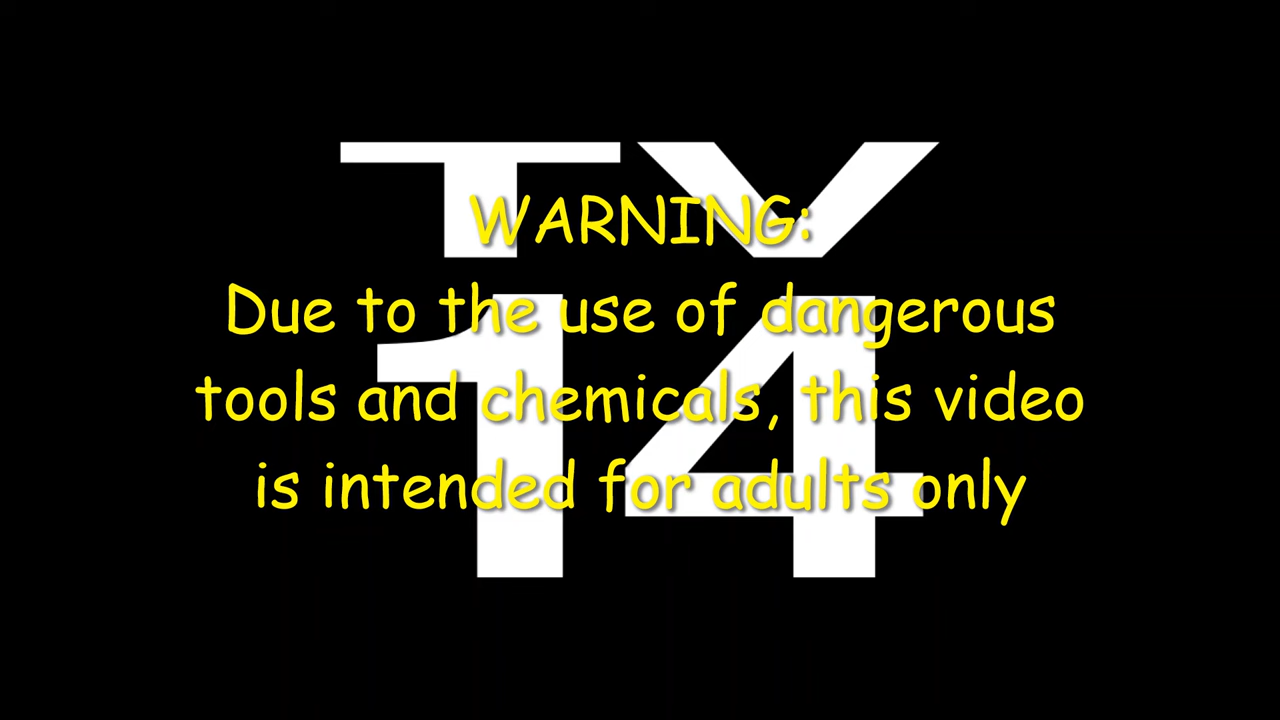 TV
WARNING:
Due to the use of dangerous
14
tools and chemicals, this video
is intended for adults only